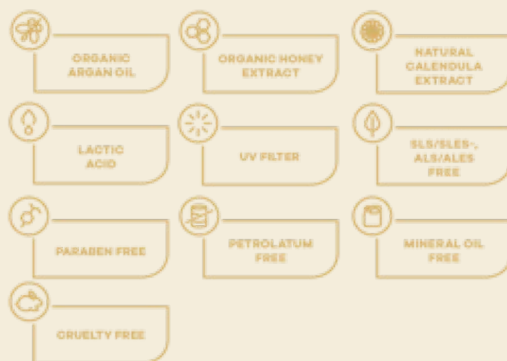 ORGANIC
ARGAN OIL
ORGANIC HONEY
EXTRACT
NATURAL
CALENDULA
EXTRACT
LACTIC
ACID
UV FILTER
SLS/SLES-,
ALS/ALES
FREE
PARABEN FREE
PETROLATUM
FREE
MINERAL OIL
FREE
CRUELTY FREE